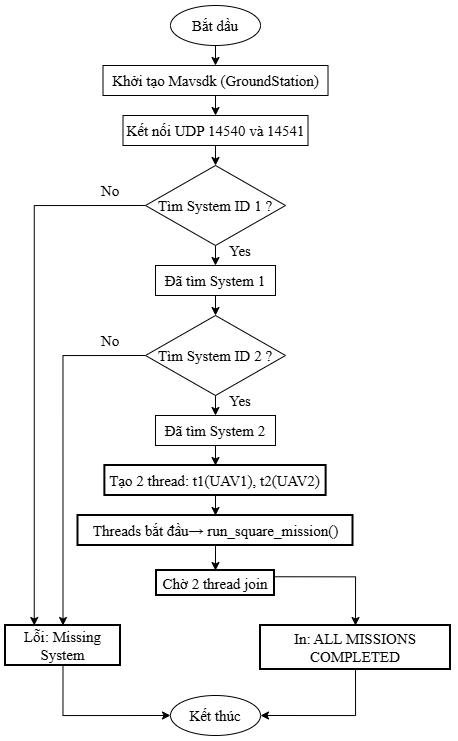 Bắt dầu
Khởi tạo Mavsdk (GroundStation)
Kết nối UDP 14540 và 14541
No
Tìm System ID 1 ?
Yes
Đã tìm System 1
No
Tìm System ID 2 ?
Yes
Đã tìm System 2
Tạo 2 thread: t1(UAV1), t2(UAV2)
Threads bắt đầu→ run_square_mission()
Chờ 2 thread join
Lỗi: Missing
System
In: ALL MISSIONS
COMPLETED
Kết thúc